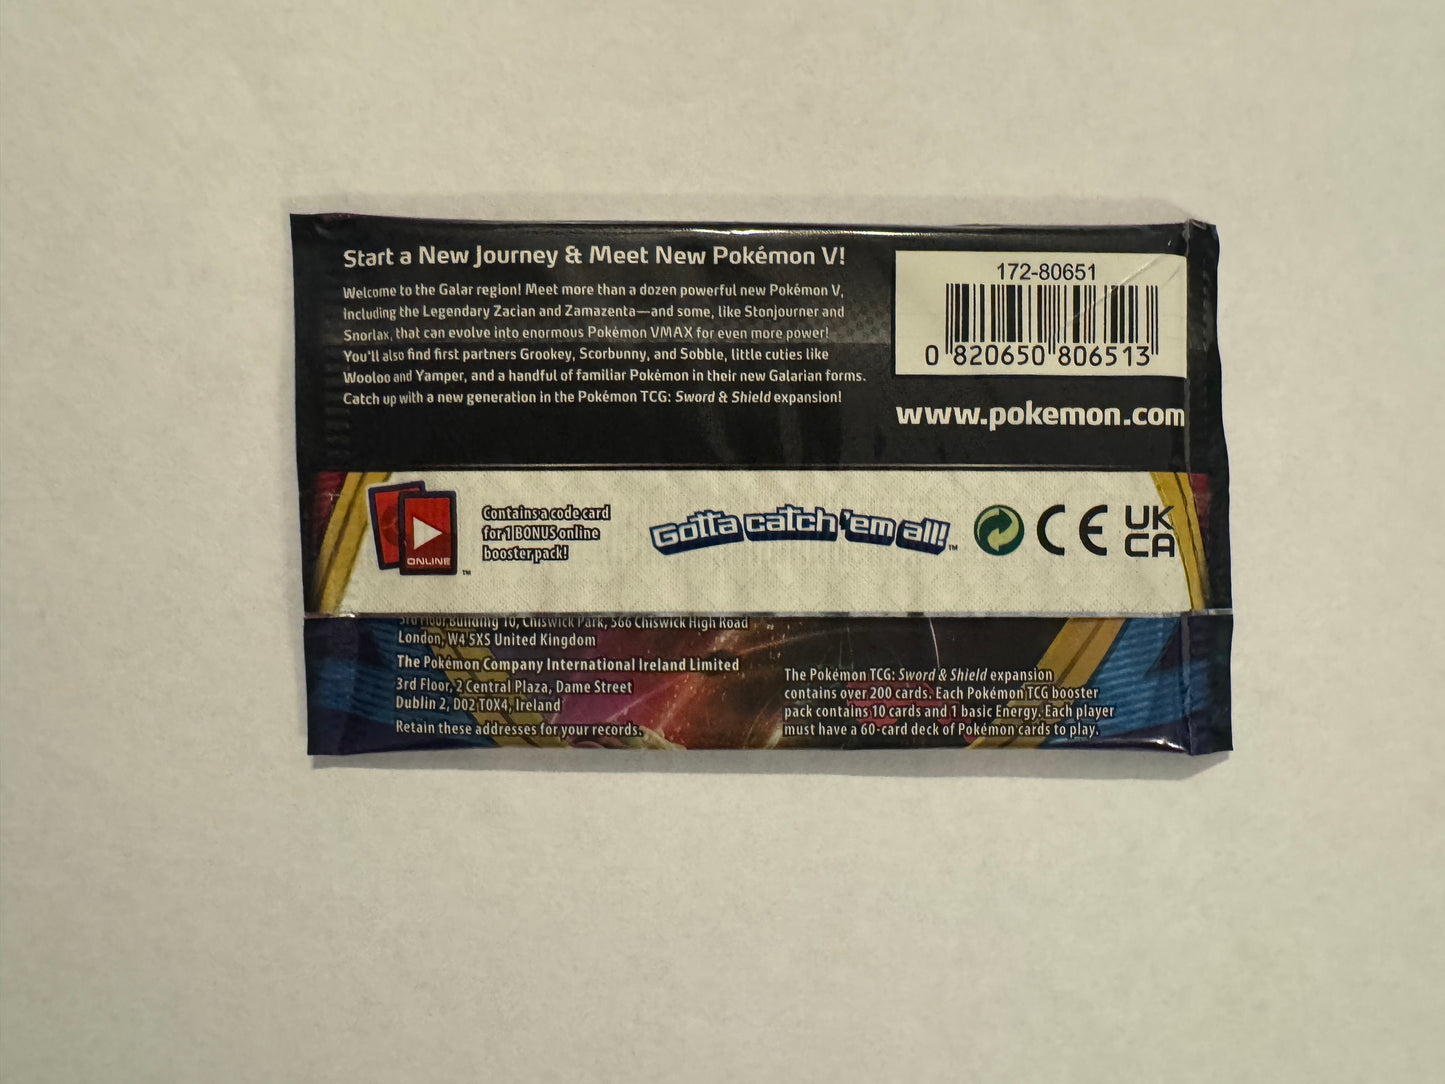 Start a New Journey & Meet New Pokémon V!
Welcome to the Galar region! Meet more than a dozen powerful new Pokémon V,
including the Legendary Zacian and Zamazenta—and some, like Stonjourner and
Snorlax, that can evolve into enormous Pokémon VMAX for even more power!
You'll also find first partners Grookey, Scorbunny, and Sobble, little cuties like
Wooloo and Yamper, and a handful of familiar Pokémon in their new Galarian forms.
Catch up with a new generation in the Pokémon TCG: Sword & Shield expansion!
172-80651
0 820650 806513
www.pokemon.com
ONLINE
TM
Contains a code card
for 1 BONUS online
booster pack!
Gotta catch 'em all!
TM
CE
UK
CA
3rd Floor Building 10, Chiswick Park, 566 Chiswick High Road
London, W4 5XS United Kingdom
The Pokémon Company International Ireland Limited
3rd Floor, 2 Central Plaza, Dame Street
Dublin 2, D02 T0X4, Ireland
Retain these addresses for your records.
The Pokémon TCG: Sword & Shield expansion
contains over 200 cards. Each Pokémon TCG booster
pack contains 10 cards and 1 basic Energy. Each player
must have a 60-card deck of Pokémon cards to play.